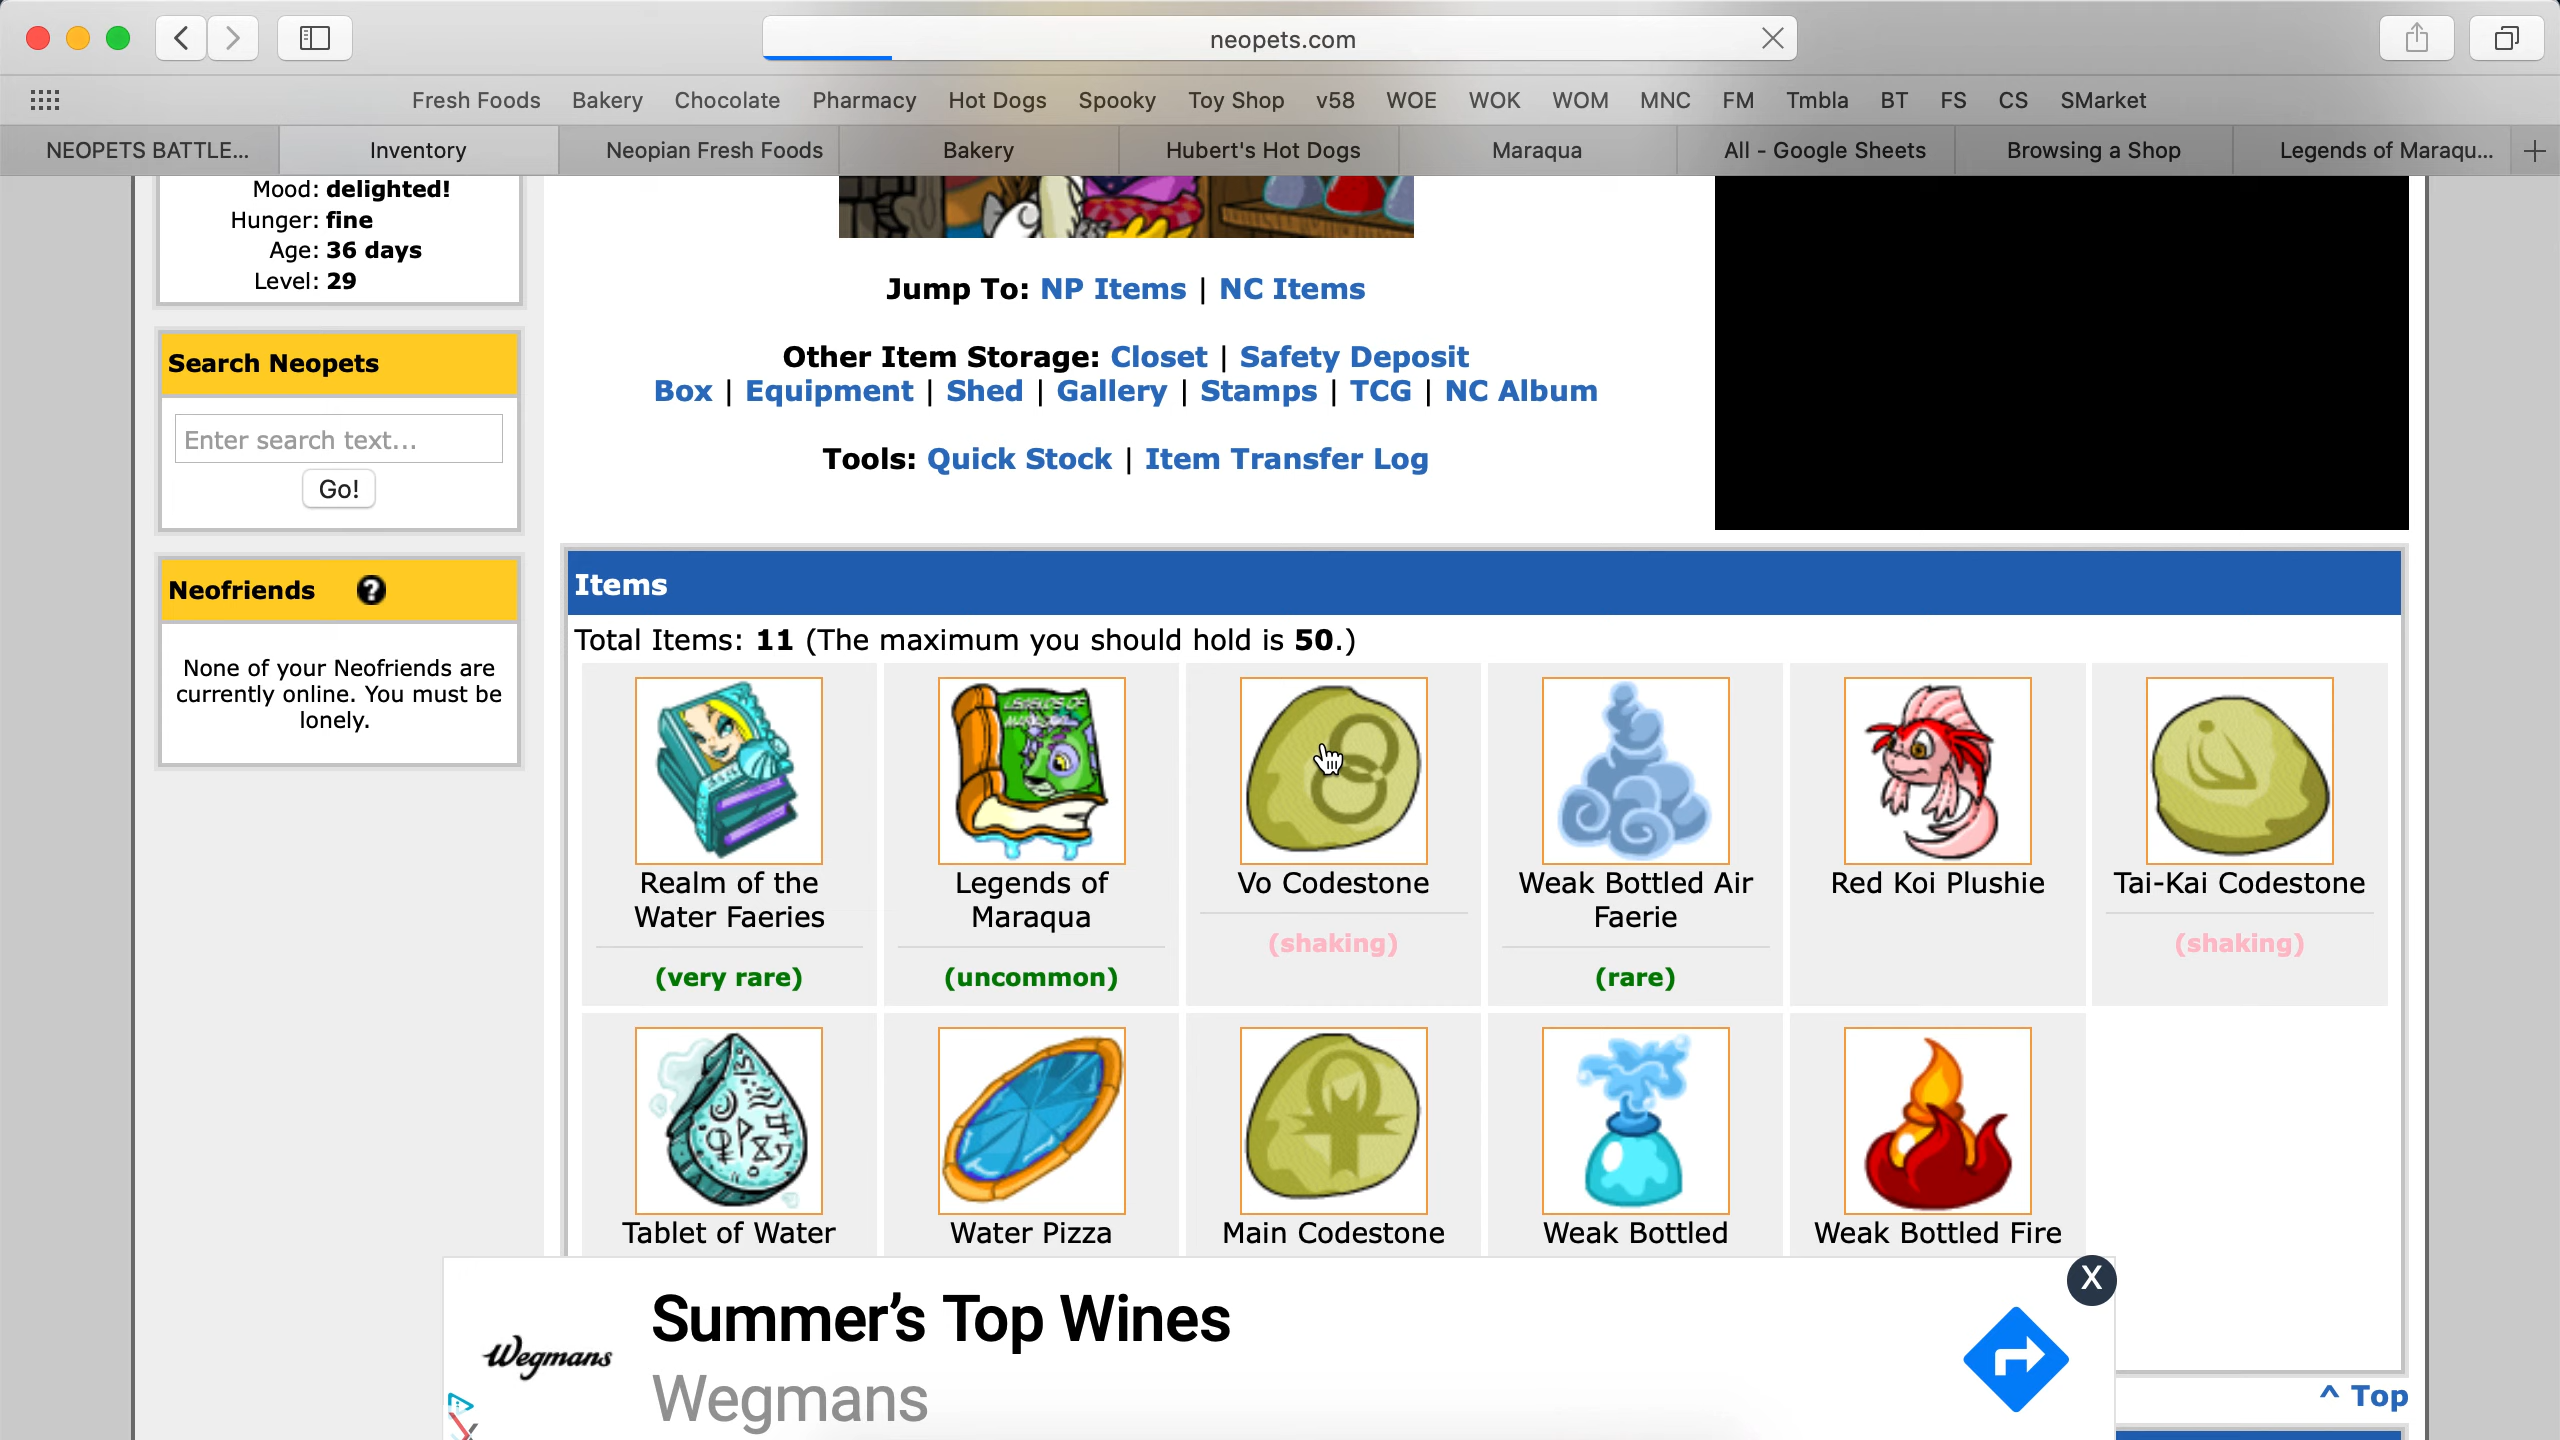 neopets.com
Fresh Foods Bakery Chocolate Pharmacy Hot Dogs Spooky Toy Shop v58 WOE WOK WOM MNC FM Tmbla BT FS CS SMarket
NEOPETS BATTLE... Inventory Neopian Fresh Foods Bakery Hubert's Hot Dogs Maraqua All - Google Sheets Browsing a Shop Legends of Maraqu...
Mood: delighted!
Hunger: fine
Age: 36 days
Level: 29
Search Neopets
Enter search text...
Go!
Neofriends ?
None of your Neofriends are
currently online. You must be
lonely.
Jump To: NP Items | NC Items
Other Item Storage: Closet | Safety Deposit
Box | Equipment | Shed | Gallery | Stamps | TCG | NC Album
Tools: Quick Stock | Item Transfer Log
Items
Total Items: 11 (The maximum you should hold is 50.)
LEGENDS OF
Realm of the
Water Faeries
(very rare)
Legends of
Maraqua
(uncommon)
Vo Codestone
(shaking)
Weak Bottled Air
Faerie
(rare)
Red Koi Plushie
Tai-Kai Codestone
(shaking)
Tablet of Water
Water Pizza
Main Codestone
Weak Bottled
Weak Bottled Fire
X
Wegmans
Summer's Top Wines
Wegmans
^ Top